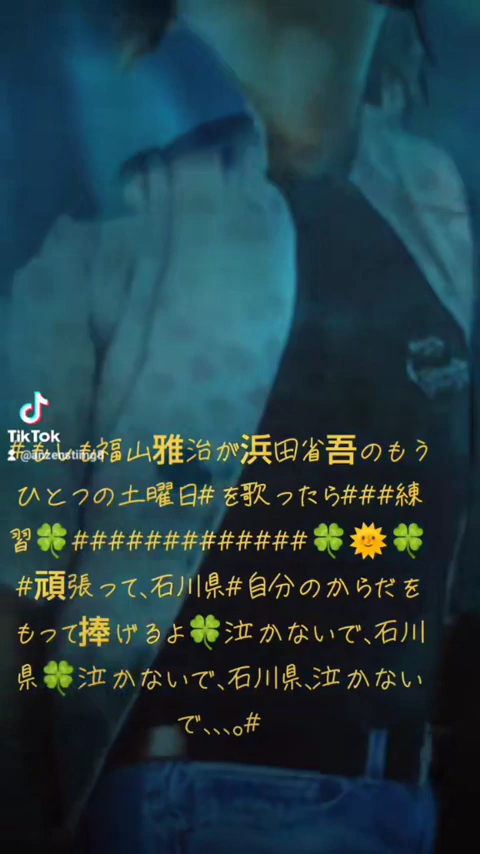 TikTok
#もしも福山雅治が浜田省吾のもう
ひとつの土曜日#を歌ったら###練
習🍀#############🍀🌞🍀
#頑張って、石川県#自分のからだを
もって捧げるよ🍀泣かないで、石川
県🍀泣かないで、石川県、泣かない
で、、、。#